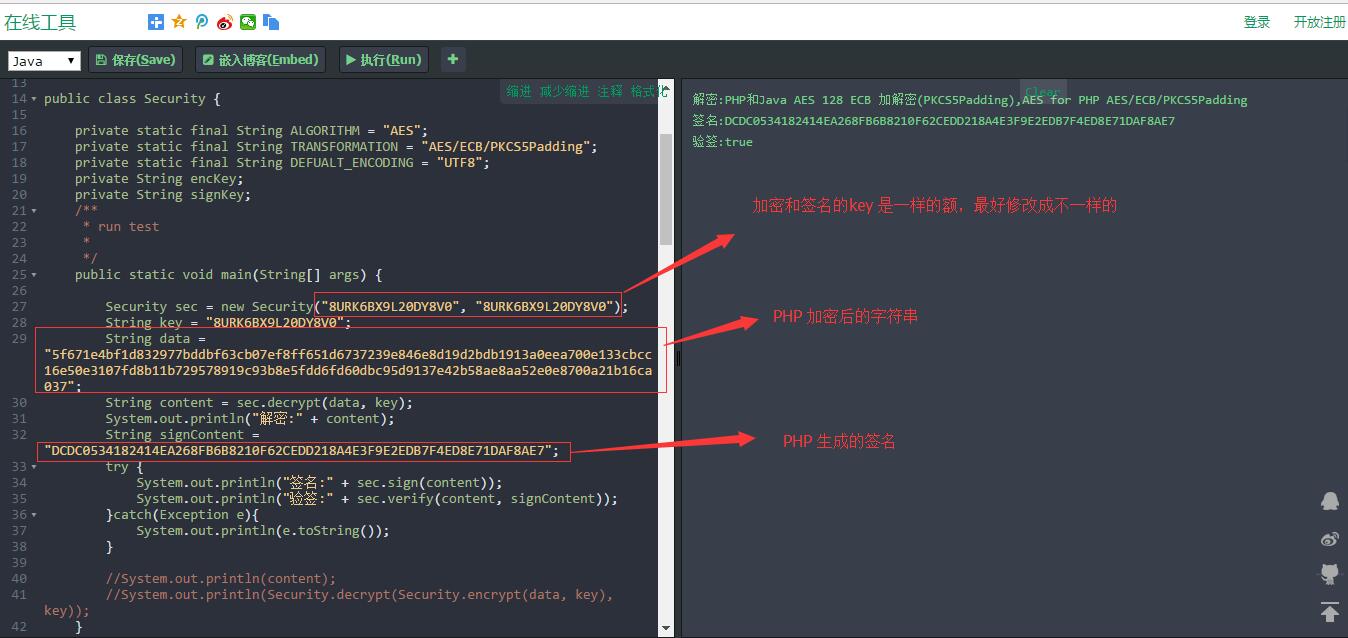 在线工具
登录 开放注册
Java 保存(Save) 嵌入博客(Embed) 执行(Run)
缩进 减少缩进 注释 格式化
Clear
13
14 public class Security {
15
16 private static final String ALGORITHM = "AES";
17 private static final String TRANSFORMATION = "AES/ECB/PKCS5Padding";
18 private static final String DEFUALT_ENCODING = "UTF8";
19 private String encKey;
20 private String signKey;
21 /**
22 * run test
23 *
24 */
25 public static void main(String[] args) {
26
27 Security sec = new Security("8URK6BX9L20DY8V0", "8URK6BX9L20DY8V0");
28 String key = "8URK6BX9L20DY8V0";
29 String data =
"5f671e4bf1d832977bddbf63cb07ef8ff651d6737239e846e8d19d2bdb1913a0eea700e133cbcc
16e50e3107fd8b11b729578919c93b8e5fdd6fd60dbc95d9137e42b58ae8aa52e0e8700a21b16ca
037";
30 String content = sec.decrypt(data, key);
31 System.out.println("解密:" + content);
32 String signContent =
"DCDC0534182414EA268FB6B8210F62CEDD218A4E3F9E2EDB7F4ED8E71DAF8AE7";
33 try {
34 System.out.println("签名:" + sec.sign(content));
35 System.out.println("验签:" + sec.verify(content, signContent));
36 }catch(Exception e){
37 System.out.println(e.toString());
38 }
39
40 //System.out.println(content);
41 //System.out.println(Security.decrypt(Security.encrypt(data, key),
key));
42 }
解密:PHP和Java AES 128 ECB 加解密(PKCS5Padding),AES for PHP AES/ECB/PKCS5Padding
签名:DCDC0534182414EA268FB6B8210F62CEDD218A4E3F9E2EDB7F4ED8E71DAF8AE7
验签:true
加密和签名的key 是一样的额，最好修改成不一样的
PHP 加密后的字符串
PHP 生成的签名